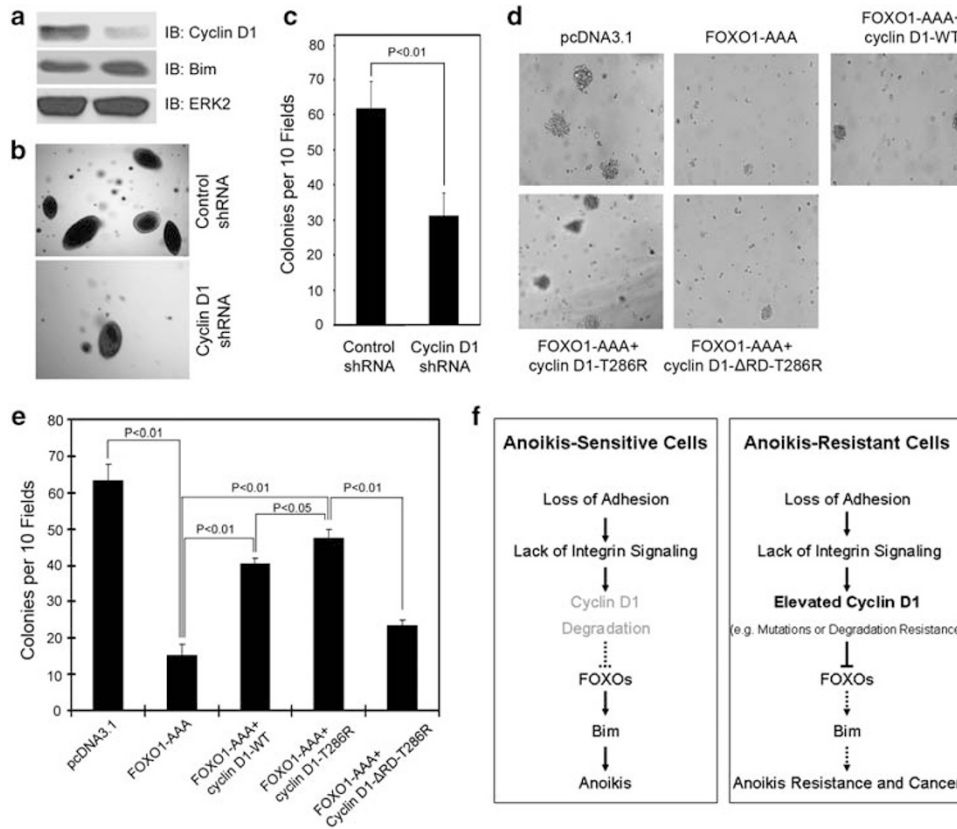 a
IB: Cyclin D1
IB: Bim
IB: ERK2
b
Control
shRNA
Cyclin D1
shRNA
c
P<0.01
80
70
60
50
40
30
20
10
0
Colonies per 10 Fields
Control
shRNA
Cyclin D1
shRNA
d
pcDNA3.1
FOXO1-AAA
FOXO1-AAA+
cyclin D1-WT
FOXO1-AAA+
cyclin D1-T286R
FOXO1-AAA+
cyclin D1-ΔRD-T286R
e
80
70
60
50
40
30
20
10
0
Colonies per 10 Fields
P<0.01
P<0.01
P<0.01
P<0.05
P<0.01
pcDNA3.1
FOXO1-AAA
FOXO1-AAA+
cyclin D1-WT
FOXO1-AAA+
cyclin D1-T286R
FOXO1-AAA+
Cyclin D1-ΔRD-T286R
f
Anoikis-Sensitive Cells
Loss of Adhesion
Lack of Integrin Signaling
Cyclin D1
Degradation
FOXOs
Bim
Anoikis
Anoikis-Resistant Cells
Loss of Adhesion
Lack of Integrin Signaling
Elevated Cyclin D1
(e.g. Mutations or Degradation Resistance
FOXOs
Bim
Anoikis Resistance and Cancer